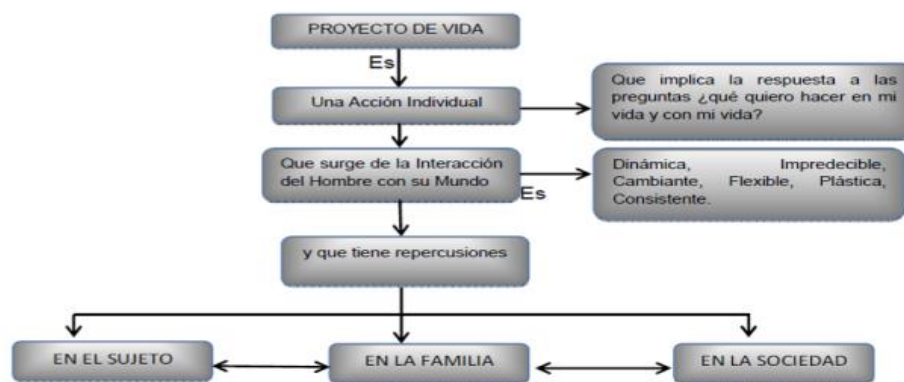 PROYECTO DE VIDA
Es
Una Acción Individual
Que implica la respuesta a las
preguntas ¿qué quiero hacer en mi
vida y con mi vida?
Que surge de la Interacción
del Hombre con su Mundo
Es
Dinámica, Impredecible,
Cambiante, Flexible, Plástica,
Consistente.
y que tiene repercusiones
EN EL SUJETO
EN LA FAMILIA
EN LA SOCIEDAD